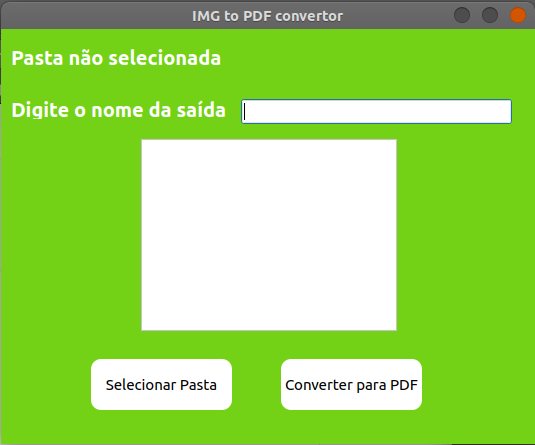 IMG to PDF convertor
Pasta não selecionada
Digite o nome da saída
Selecionar Pasta
Converter para PDF